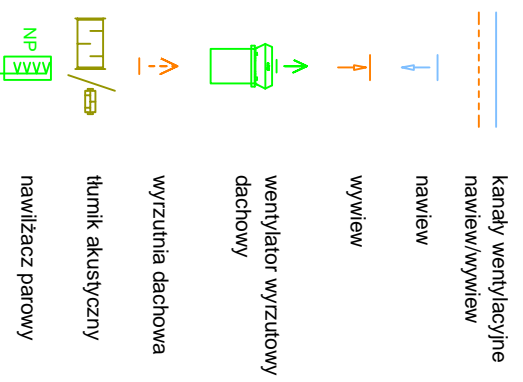 kanały wentylacyjne
nawiew/wywiew
nawiew
wywiew
wentylator wyrzutowy
dachowy
wyrzutnia dachowa
tłumik akustyczny
NP
nawilżacz parowy